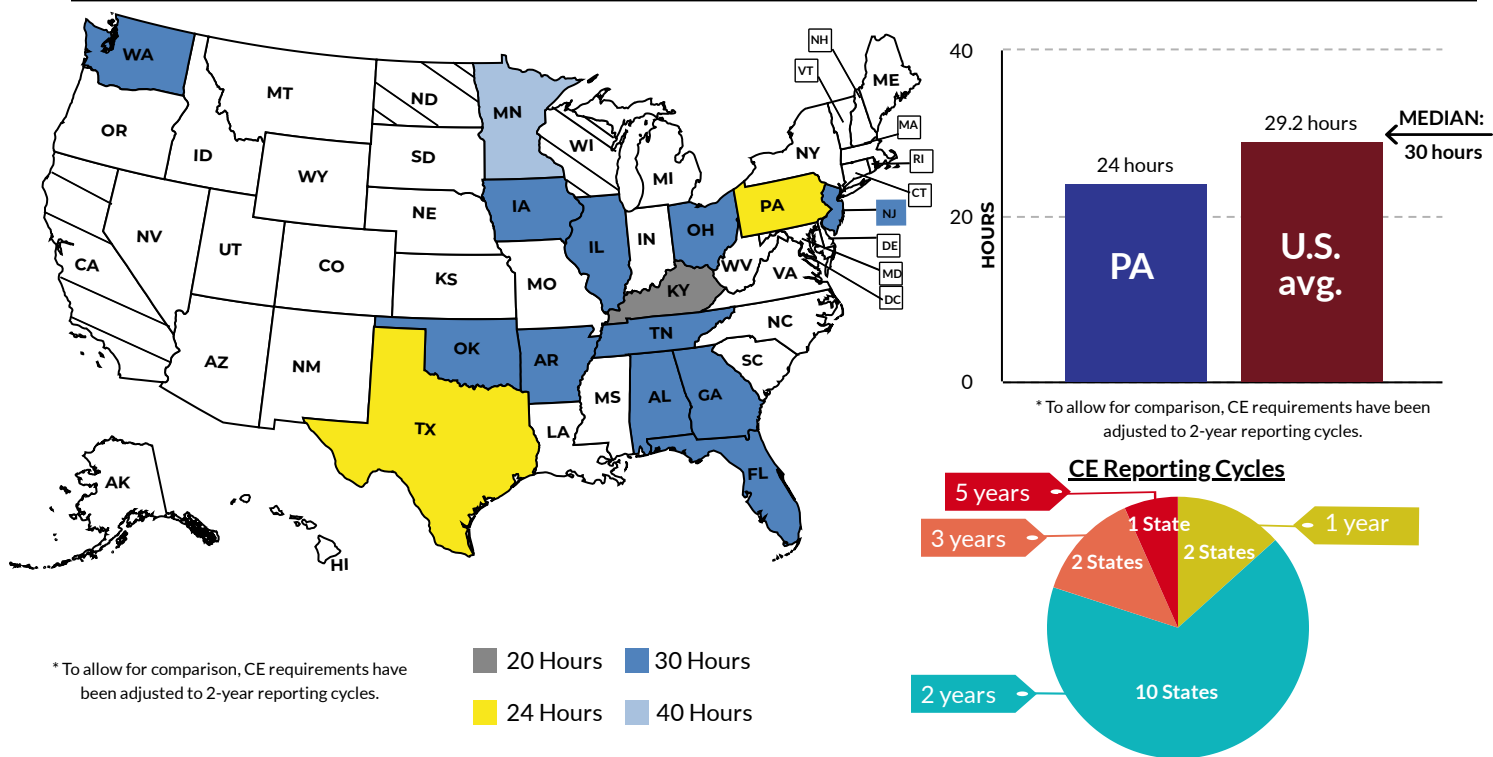 WA
MT
ND
MN
OR
ID
SD
WI
WY
MI
NY
ME
NH
VT
MA
RI
CT
NJ
DE
MD
DC
NE
IA
PA
NV
UT
CO
IL
IN
OH
CA
KS
MO
KY
WV
VA
AZ
NM
OK
AR
TN
NC
SC
MS
AL
GA
TX
LA
FL
AK
HI
* To allow for comparison, CE requirements have
been adjusted to 2-year reporting cycles.
20 Hours
30 Hours
24 Hours
40 Hours
40
20
0
HOURS
24 hours
29.2 hours
MEDIAN:
30 hours
PA
U.S.
avg.
* To allow for comparison, CE requirements have been
adjusted to 2-year reporting cycles.
CE Reporting Cycles
5 years
1 State
1 year
3 years
2 States
2 States
2 years
10 States